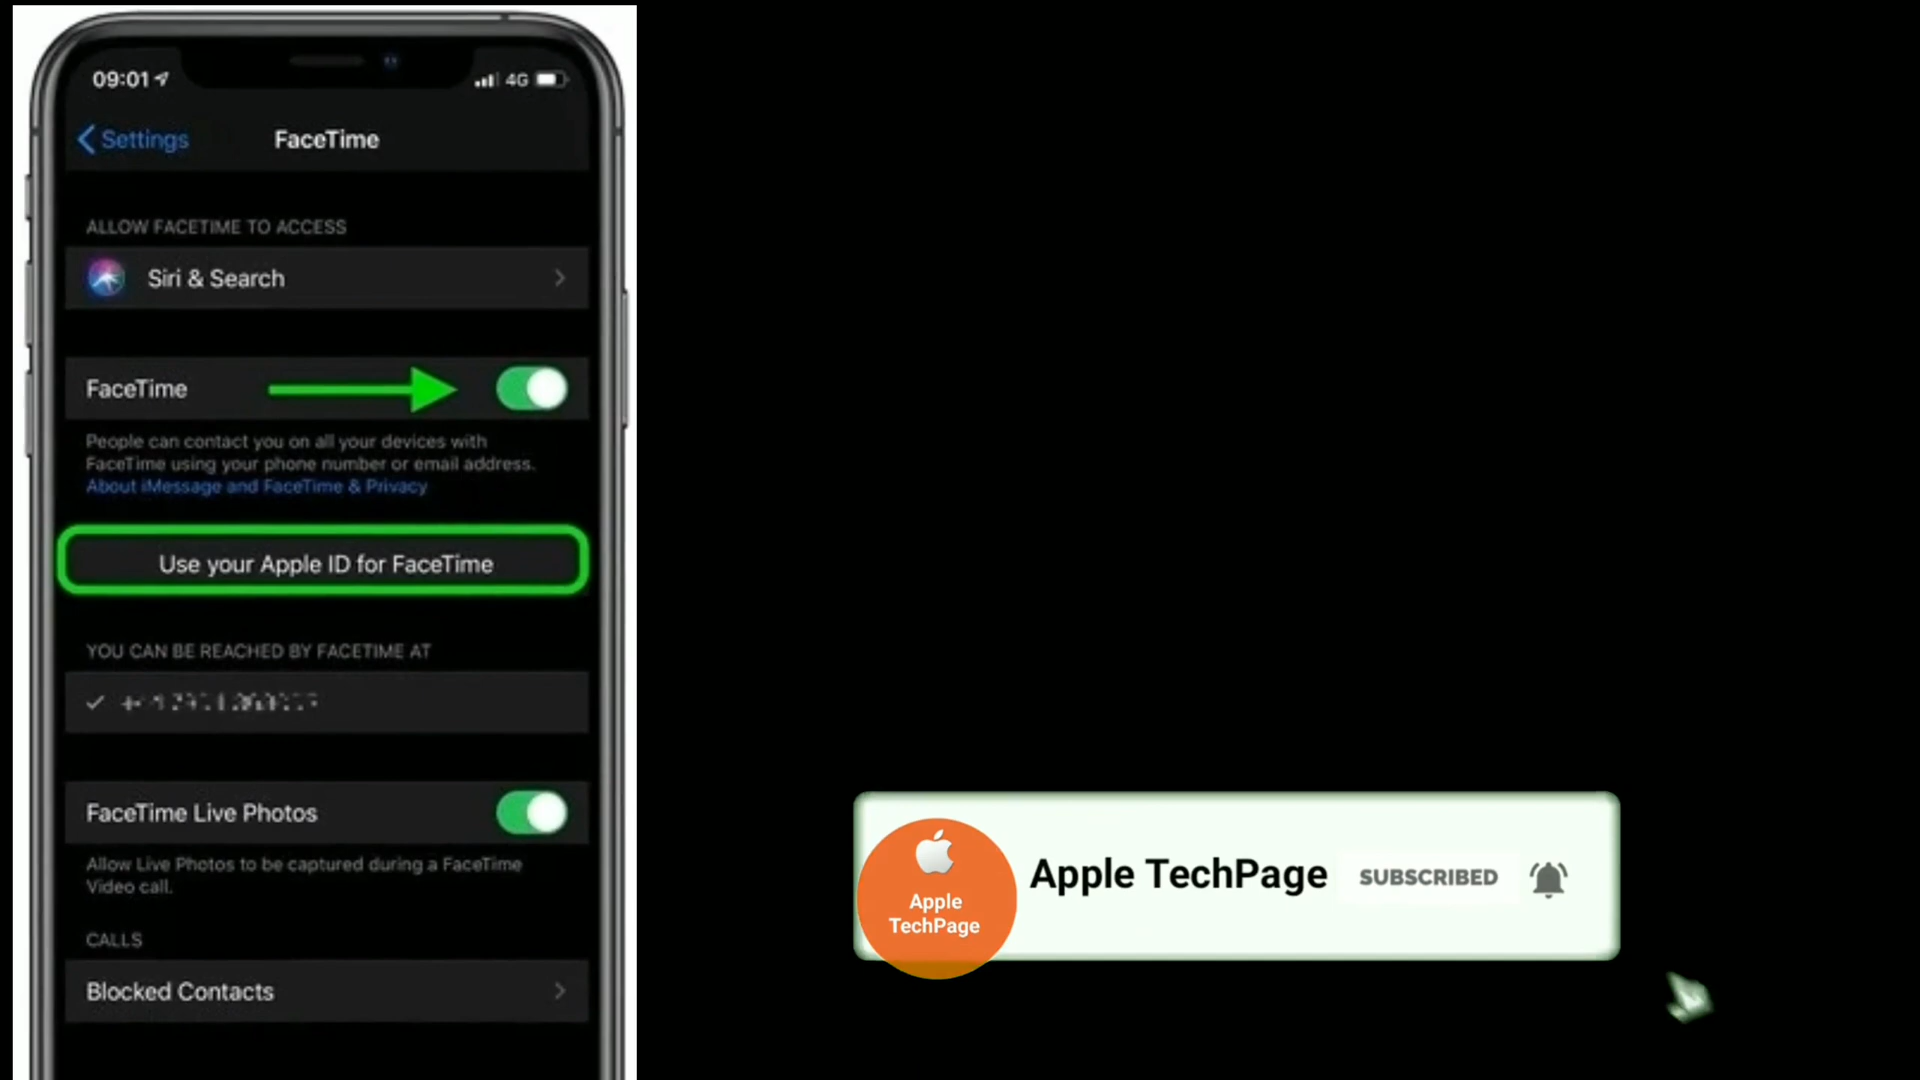 09:01
4G
Settings
FaceTime
ALLOW FACETIME TO ACCESS
Siri & Search
FaceTime
People can contact you on all your devices with
FaceTime using your phone number or email address.
About iMessage and FaceTime & Privacy
Use your Apple ID for FaceTime
YOU CAN BE REACHED BY FACETIME AT
FaceTime Live Photos
Allow Live Photos to be captured during a FaceTime
Video call.
CALLS
Blocked Contacts
Apple
TechPage
Apple TechPage
SUBSCRIBED